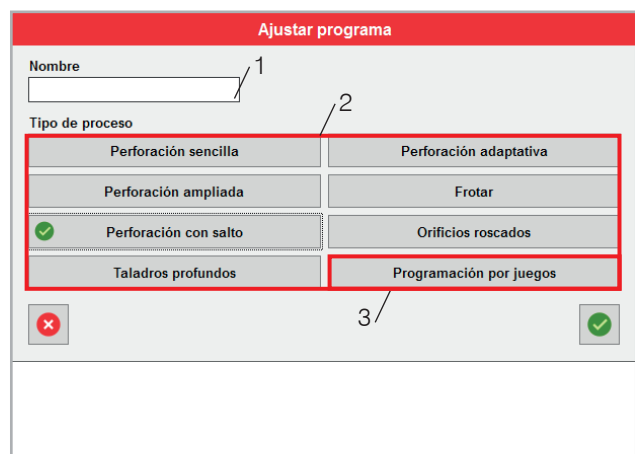 Ajustar programa
Nombre
1
2
Tipo de proceso
Perforación sencilla
Perforación adaptativa
Perforación ampliada
Frotar
Perforación con salto
Orificios roscados
Taladros profundos
Programación por juegos
3